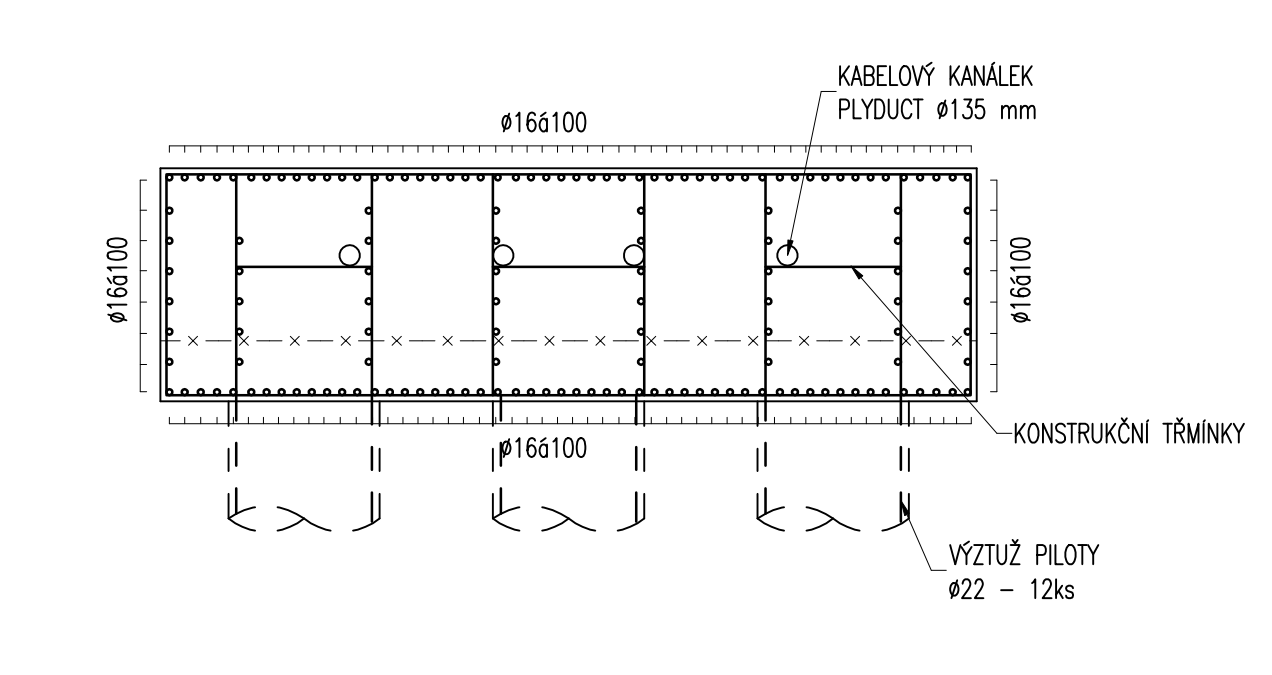 KABELOVÝ KANÁLEK
PLYDUCT ø135 mm
ø16á100
ø16á100
ø16á100
KONSTRUKČNÍ TŘMÍNKY
ø16á100
VÝZTUŽ PILOTY
ø22 – 12ks